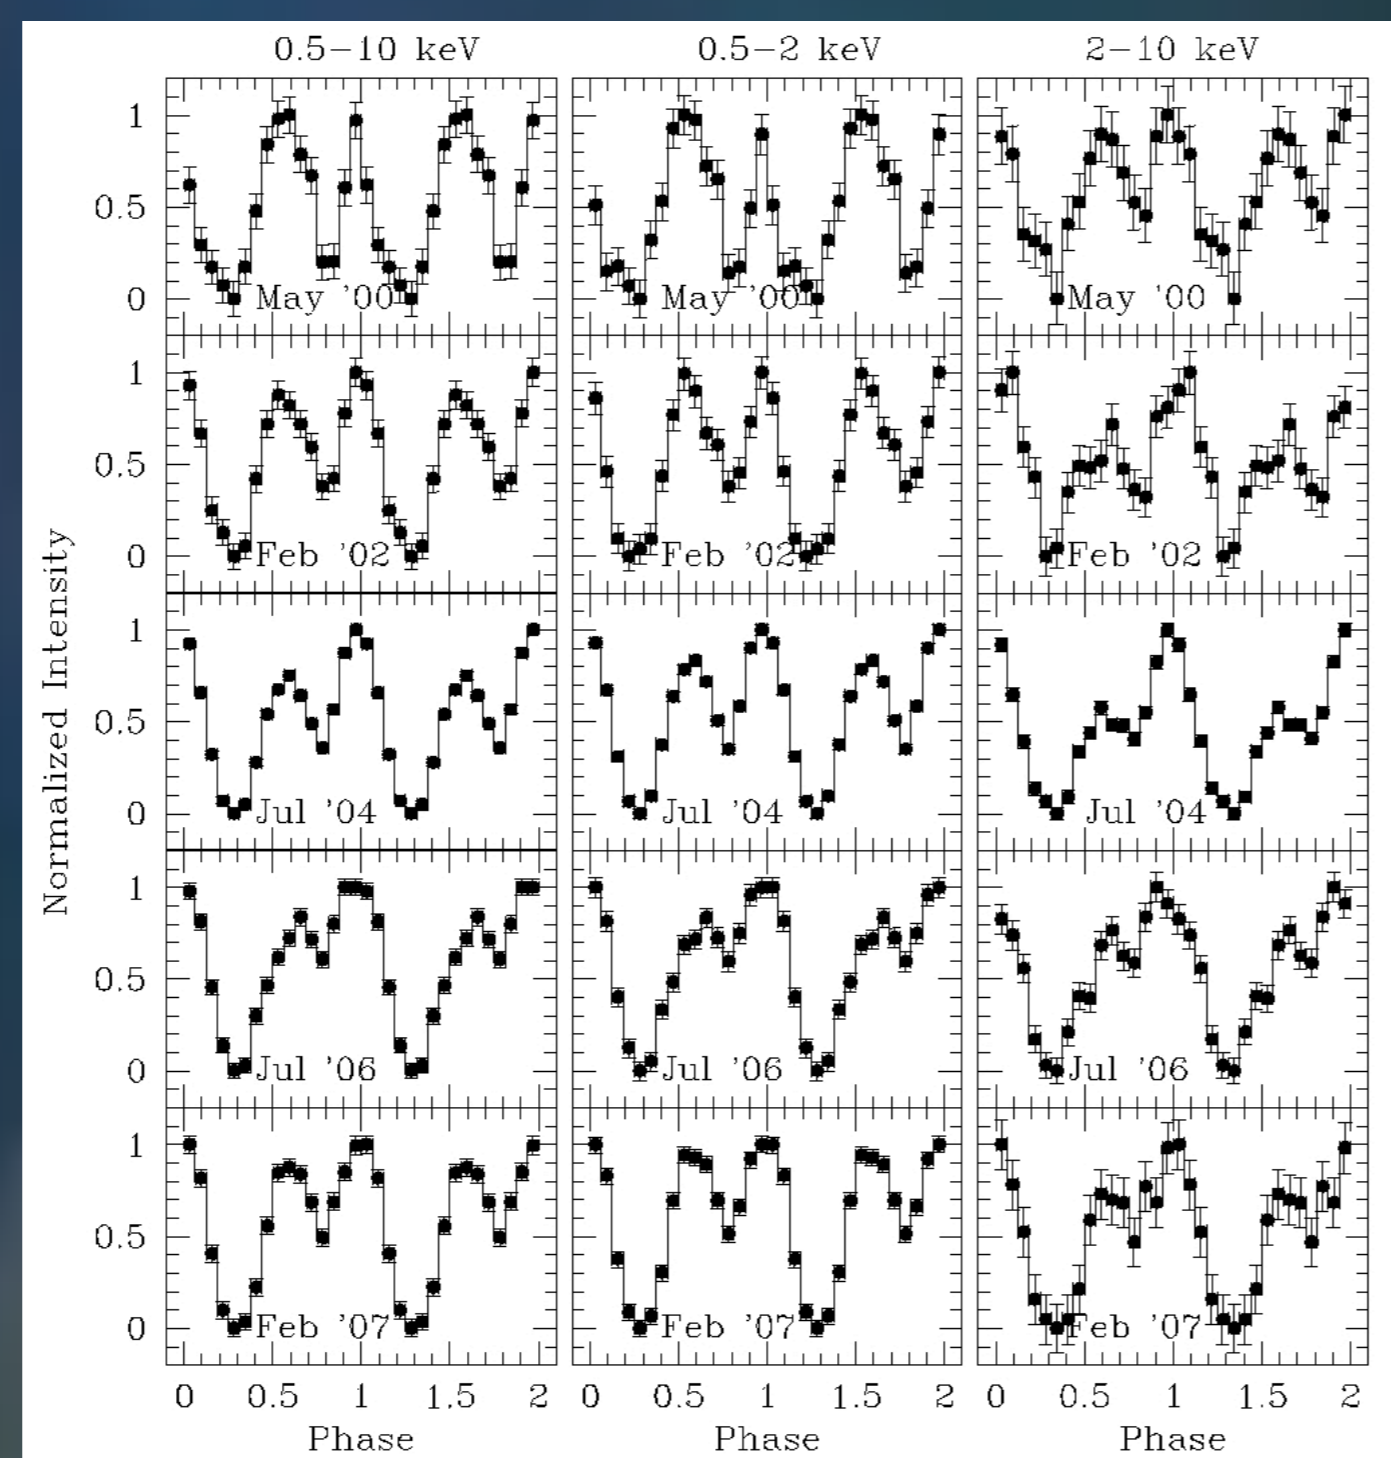 0.5-10 keV 0.5-2 keV 2-10 keV
Normalized Intensity
1
0.5
0
May '00 May '00 May '00
1
0.5
0
Feb '02 Feb '02 Feb '02
1
0.5
0
Jul '04 Jul '04 Jul '04
1
0.5
0
Jul '06 Jul '06 Jul '06
1
0.5
0
Feb '07 Feb '07 Feb '07
0 0.5 1 1.5 2 0 0.5 1 1.5 2 0 0.5 1 1.5 2
Phase Phase Phase